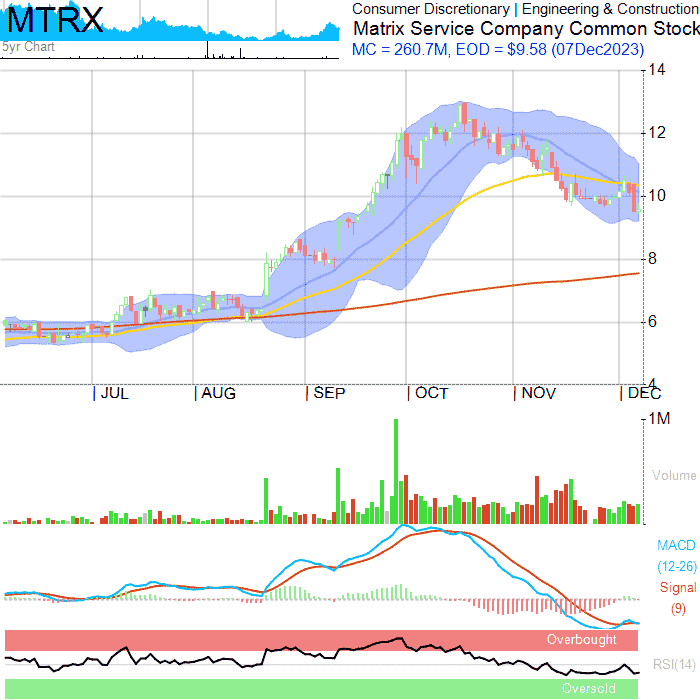 MTRX
Consumer Discretionary | Engineering & Construction
Matrix Service Company Common Stock
5yr Chart
MC = 260.7M, EOD = $9.58 (07Dec2023)
14
12
10
8
6
4
JUL AUG SEP OCT NOV DEC
1M
Volume
MACD
(12-26)
Signal
(9)
Overbought
RSI(14)
Oversold